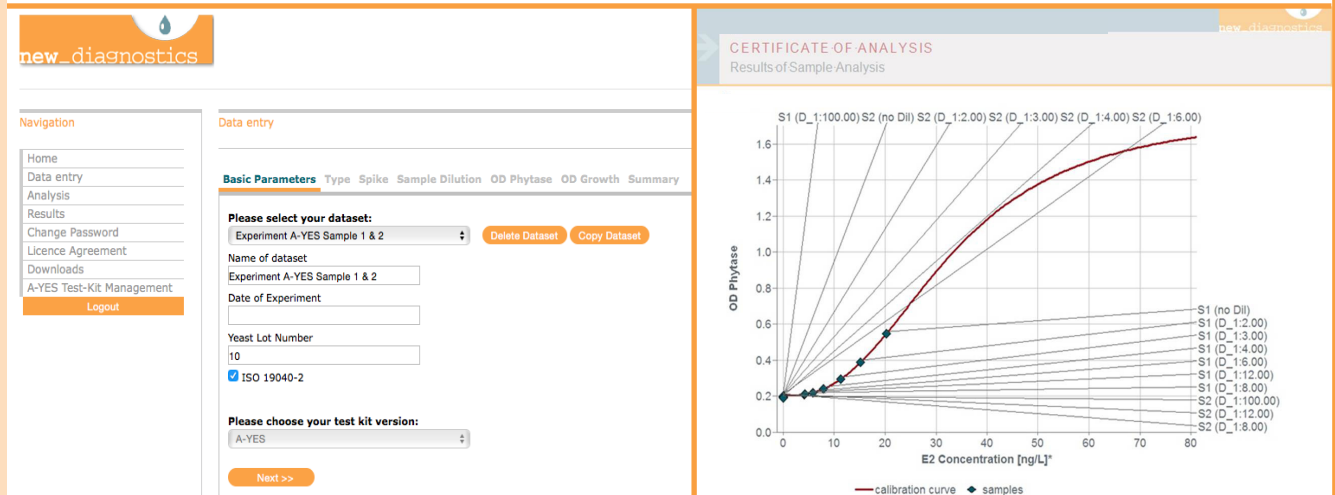 new_diagnostics
Navigation
Home
Data entry
Analysis
Results
Change Password
Licence Agreement
Downloads
A-YES Test-Kit Management
Logout
Data entry
Basic Parameters Type Spike Sample Dilution OD Phytase OD Growth Summary
Please select your dataset:
Experiment A-YES Sample 1 & 2
Delete Dataset Copy Dataset
Name of dataset
Experiment A-YES Sample 1 & 2
Date of Experiment
Yeast Lot Number
10
ISO 19040-2
Please choose your test kit version:
A-YES
Next >>
new_diagnostics
CERTIFICATE OF ANALYSIS
Results of Sample Analysis
S1 (D_1:100.00) S2 (no Dil) S2 (D_1:2.00) S2 (D_1:3.00) S2 (D_1:4.00) S2 (D_1:6.00)
1.6
1.4
1.2
1.0
0.8
0.6
0.4
0.2
0.0
OD Phytase
S1 (no Dil)
S1 (D_1:2.00)
S1 (D_1:3.00)
S1 (D_1:4.00)
S1 (D_1:6.00)
S1 (D_1:12.00)
S1 (D_1:8.00)
S2 (D_1:100.00)
S2 (D_1:12.00)
S2 (D_1:8.00)
0 10 20 30 40 50 60 70 80
E2 Concentration [ng/L]*
calibration curve samples